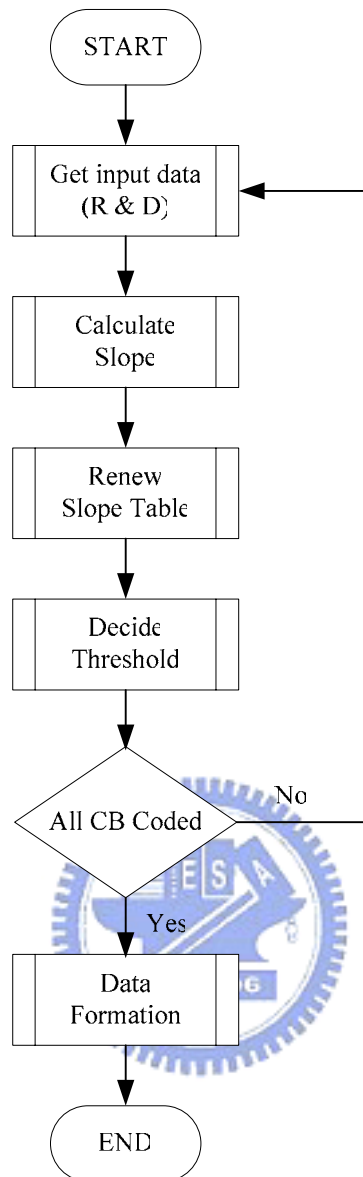 START
Get input data
(R & D)
Calculate
Slope
Renew
Slope Table
Decide
Threshold
All CB Coded
No
E S A
Yes
Data
Formation
96
END